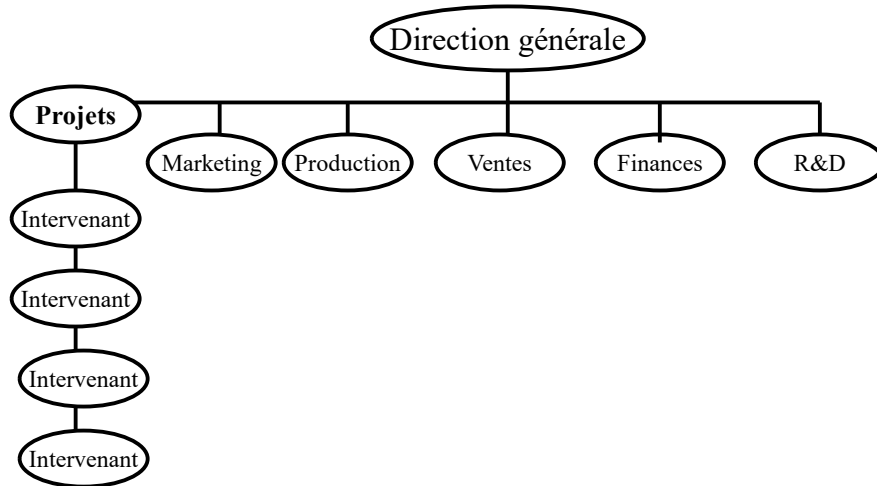 Direction générale
Projets
Marketing
Production
Ventes
Finances
R&D
Intervenant
Intervenant
Intervenant
Intervenant